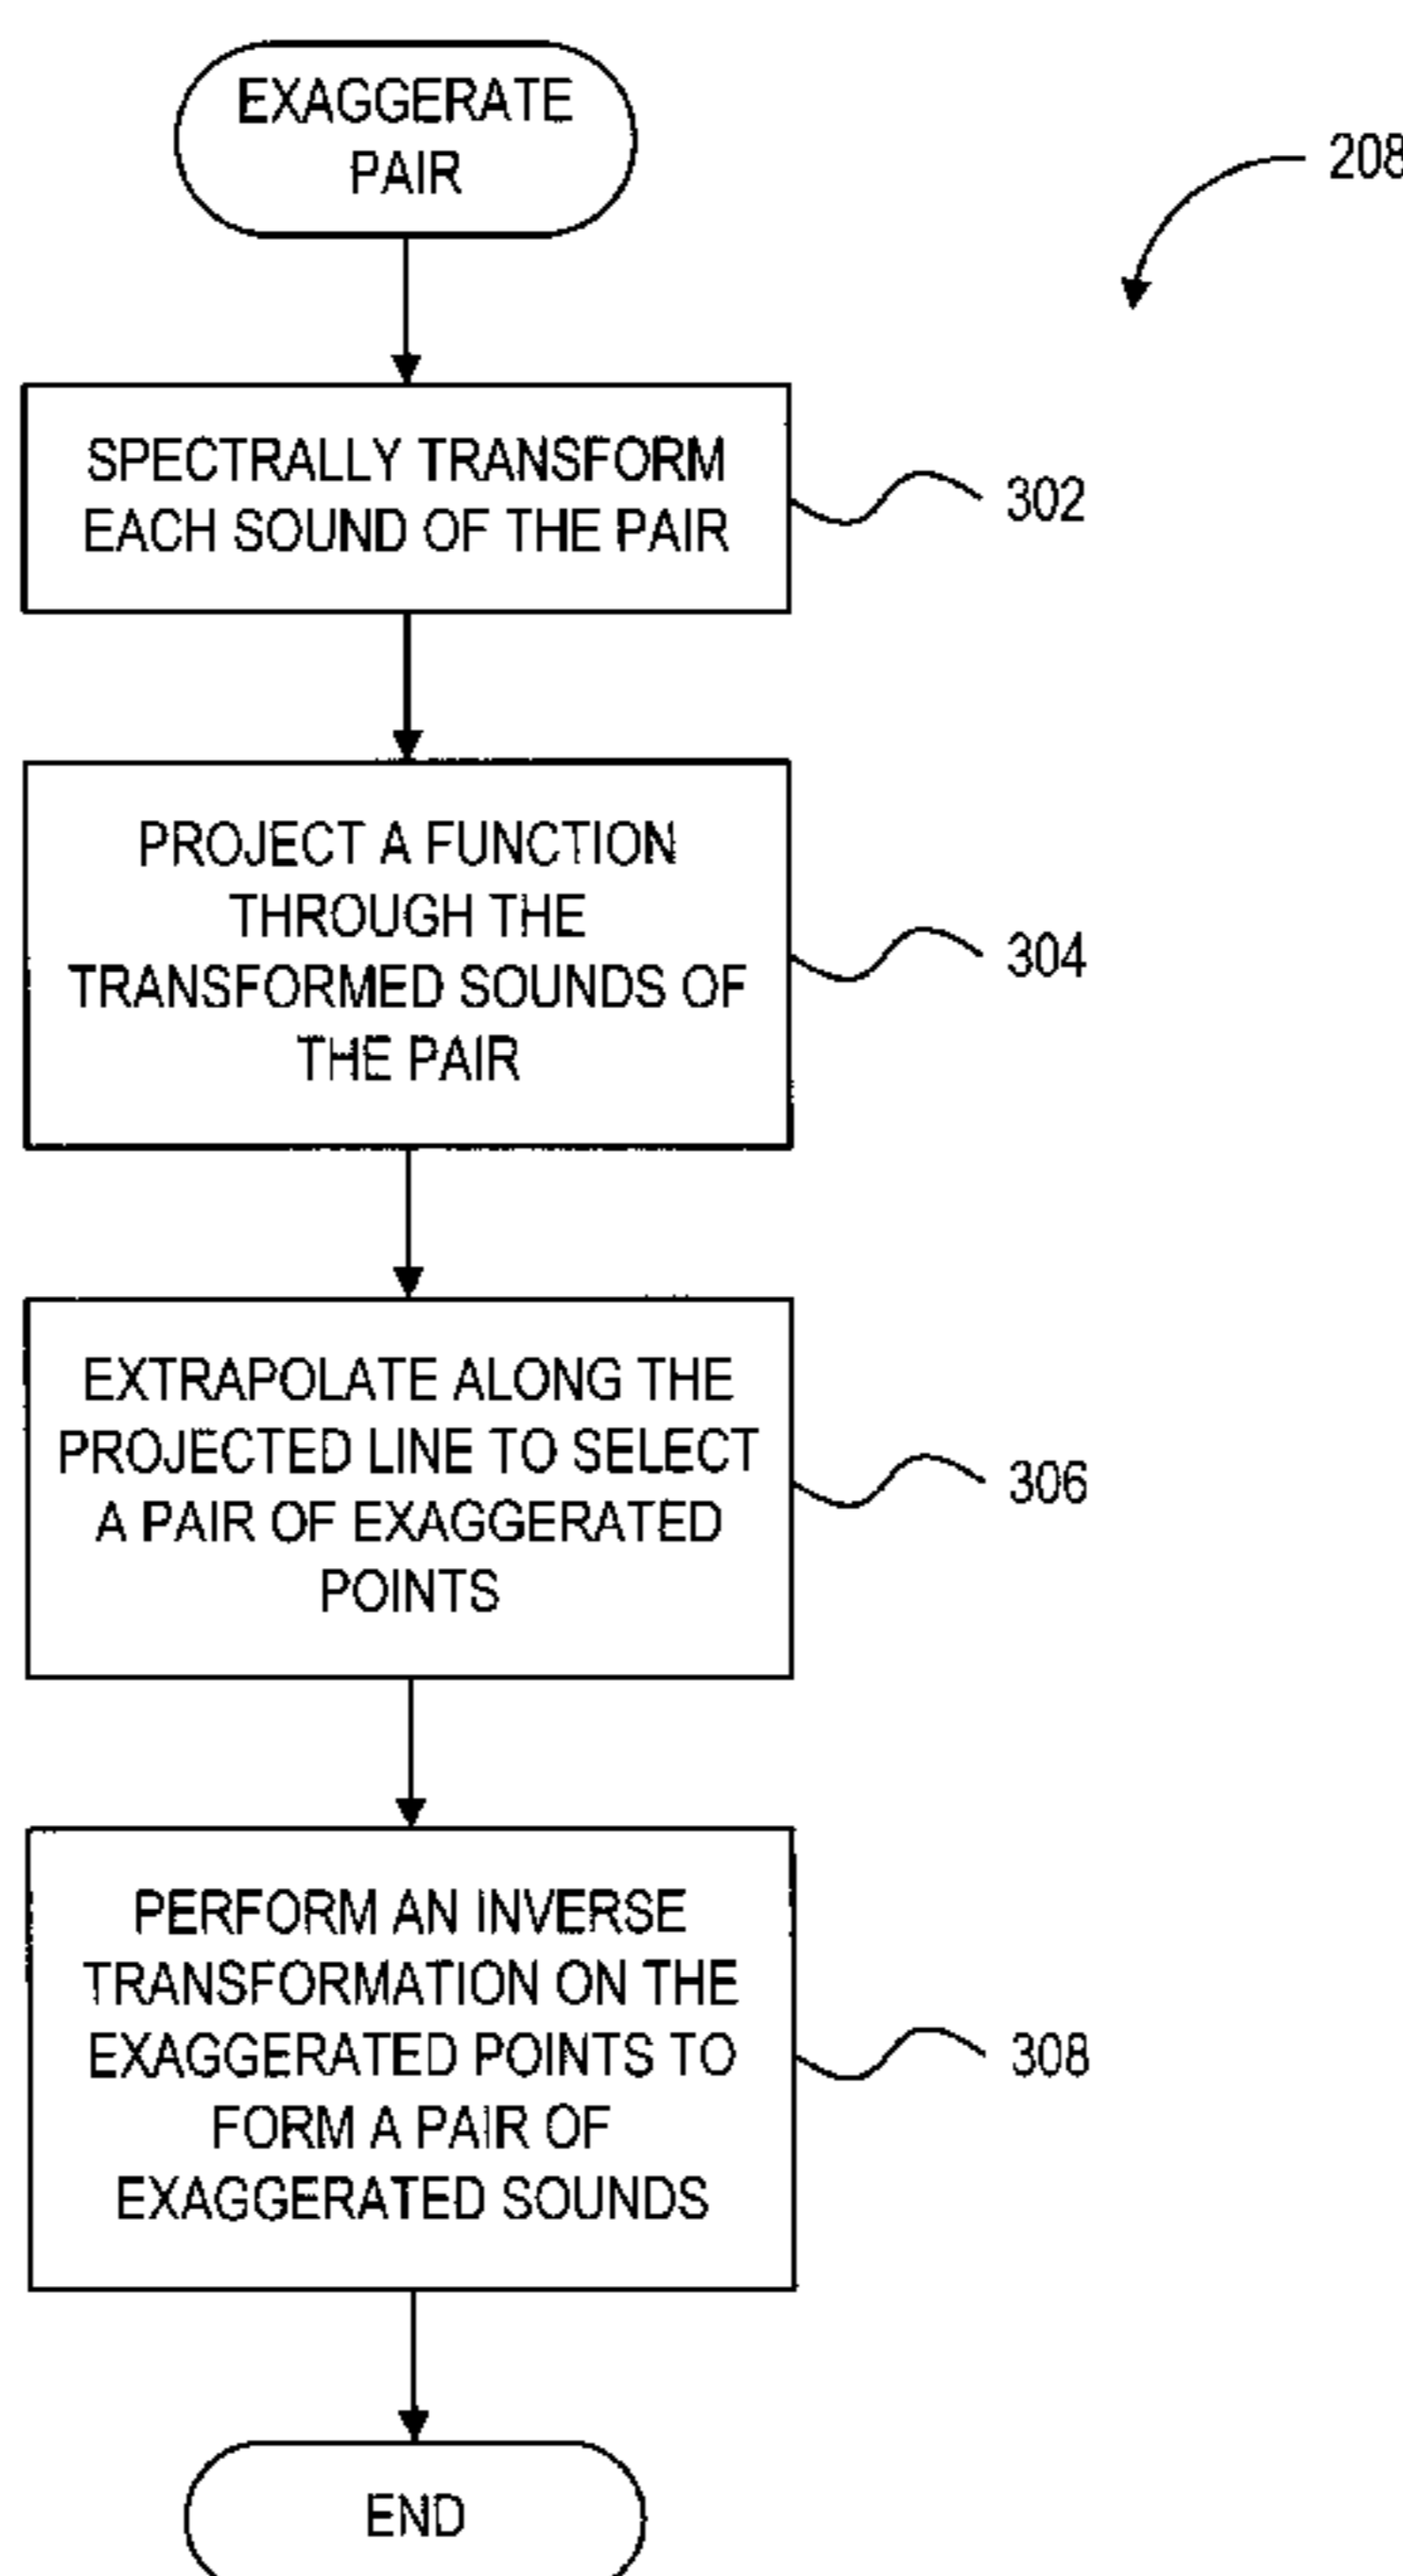 EXAGGERATE
PAIR
208
SPECTRALLY TRANSFORM
EACH SOUND OF THE PAIR
302
PROJECT A FUNCTION
THROUGH THE
TRANSFORMED SOUNDS OF
THE PAIR
304
EXTRAPOLATE ALONG THE
PROJECTED LINE TO SELECT
A PAIR OF EXAGGERATED
POINTS
306
PERFORM AN INVERSE
TRANSFORMATION ON THE
EXAGGERATED POINTS TO
FORM A PAIR OF
EXAGGERATED SOUNDS
308
END